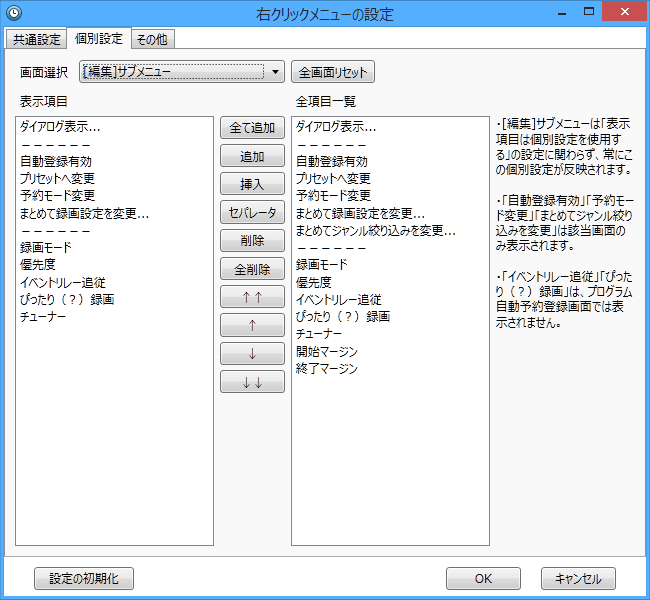 右クリックメニューの設定
共通設定
個別設定
その他
画面選択
[編集]サブメニュー
全画面リセット
表示項目
ダイアログ表示...
－－－－－－
自動登録有効
プリセットへ変更
予約モード変更
まとめて録画設定を変更...
－－－－－－
録画モード
優先度
イベントリレー追従
ぴったり（？）録画
チューナー
全て追加
追加
挿入
セパレータ
削除
全削除
↑↑
↑
↓
↓↓
全項目一覧
ダイアログ表示...
－－－－－－
自動登録有効
プリセットへ変更
予約モード変更
まとめて録画設定を変更...
まとめてジャンル絞り込みを変更...
－－－－－－
録画モード
優先度
イベントリレー追従
ぴったり（？）録画
チューナー
開始マージン
終了マージン
・[編集]サブメニューは「表示
項目は個別設定を使用す
る」の設定に関わらず、常にこ
の個別設定が反映されます。
・「自動登録有効」「予約モー
ド変更」「まとめてジャンル絞り
込みを変更」は該当画面の
み表示されます。
・「イベントリレー追従」「ぴった
り（？）録画」は、プログラム
自動予約登録画面では表
示されません。
設定の初期化
OK
キャンセル